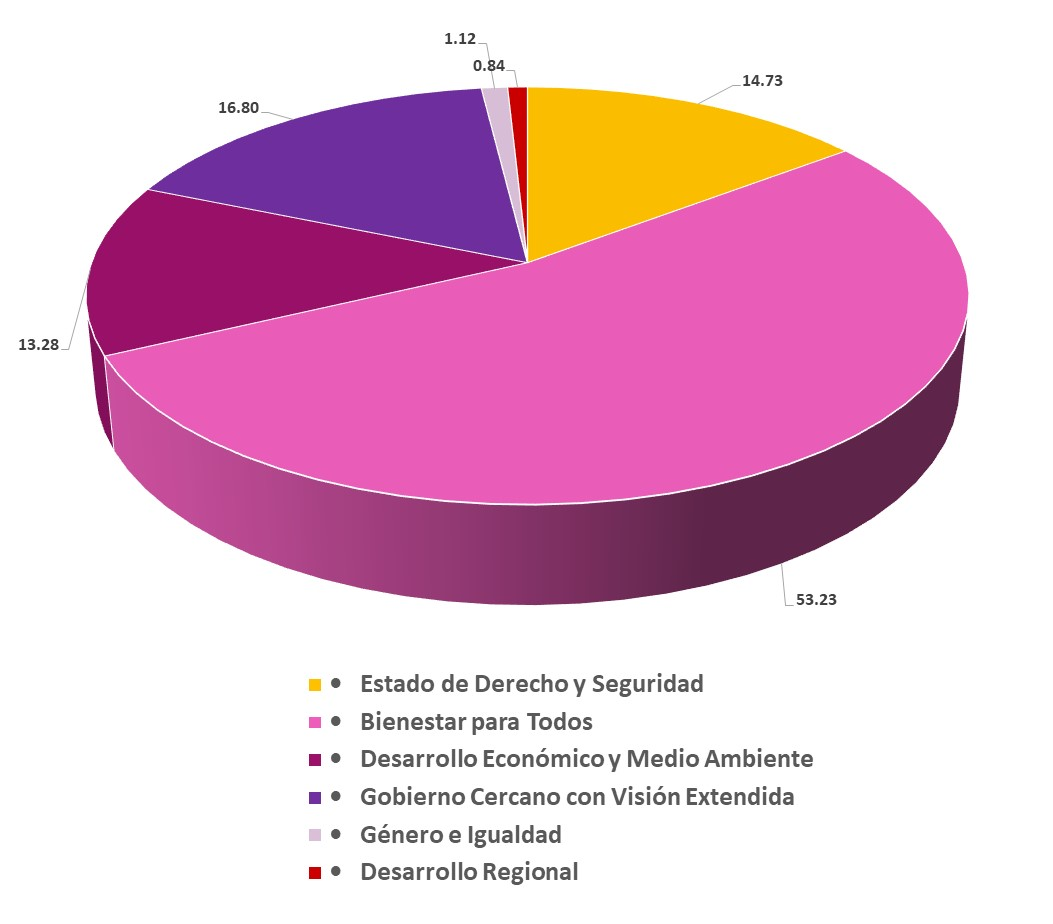 1.12
0.84
14.73
16.80
13.28
53.23
• Estado de Derecho y Seguridad
• Bienestar para Todos
• Desarrollo Económico y Medio Ambiente
• Gobierno Cercano con Visión Extendida
• Género e Igualdad
• Desarrollo Regional